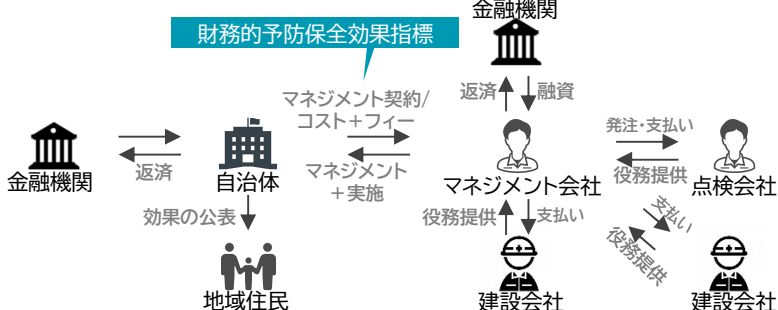 金融機関
財務的予防保全効果指標
返済
融資
マネジメント契約/
コスト+フィー
発注・支払い
返済
マネジメント
+実施
役務提供
金融機関
自治体
マネジメント会社
点検会社
効果の公表
役務提供
支払い
支払い
役務提供
地域住民
建設会社
建設会社